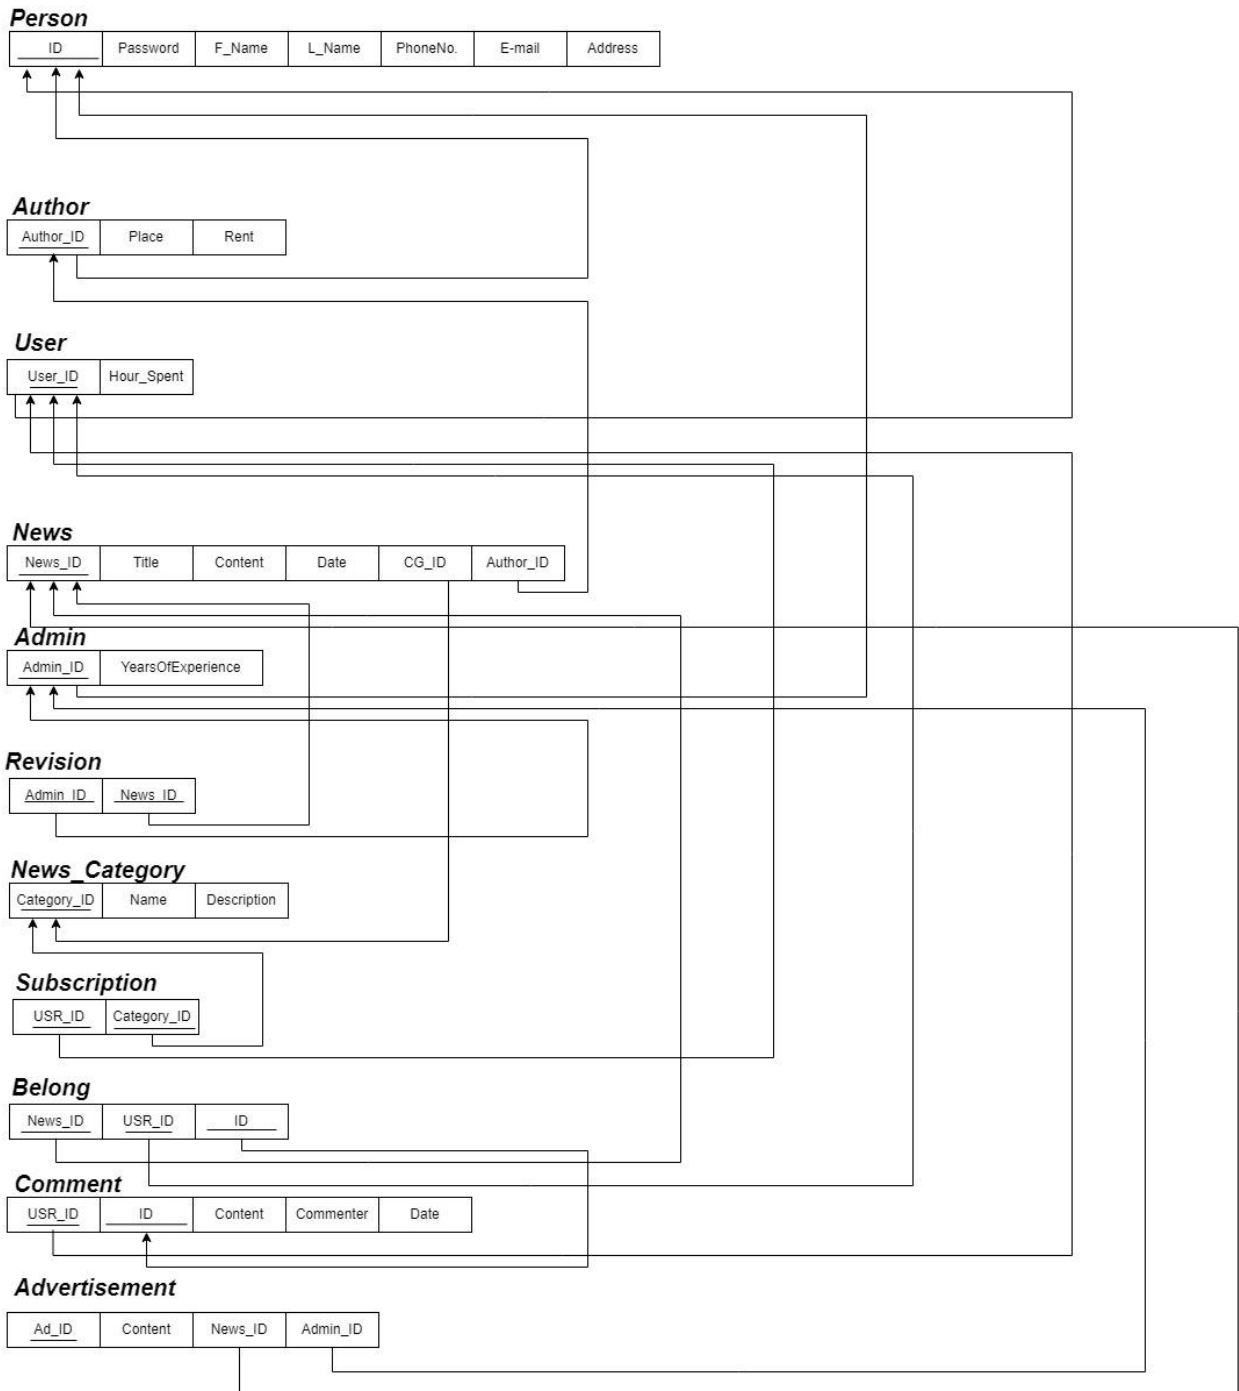 Person
ID Password F_Name L_Name PhoneNo. E-mail Address
Author
Author_ID Place Rent
User
User_ID Hour_Spent
News
News_ID Title Content Date CG_ID Author_ID
Admin
Admin_ID YearsOfExperience
Revision
Admin_ID News_ID
News_Category
Category_ID Name Description
Subscription
USR_ID Category_ID
Belong
News_ID USR_ID ID
Comment
USR_ID ID Content Commenter Date
Advertisement
Ad_ID Content News_ID Admin_ID